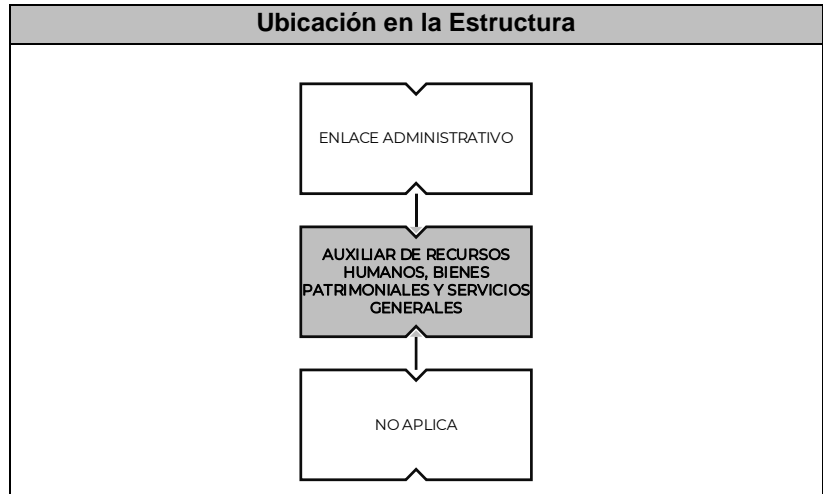 Ubicación en la Estructura
ENLACE ADMINISTRATIVO
AUXILIAR DE RECURSOS
HUMANOS, BIENES
PATRIMONIALES Y SERVICIOS
GENERALES
NO APLICA